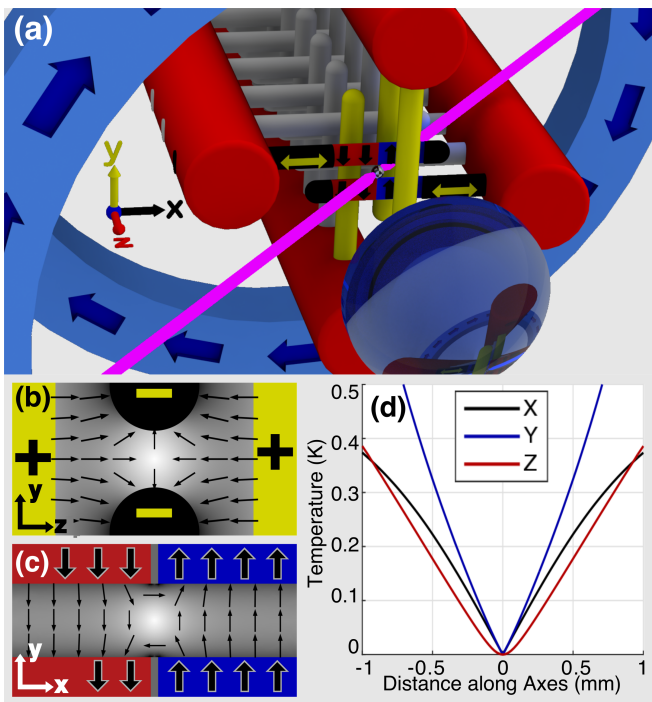 (a)
y
x
z
(b)
−
+
+
−
y
z
(c)
y
x
(d)
X
Y
Z
Temperature (K)
0.5
0.4
0.3
0.2
0.1
0
-1
-0.5
0
0.5
1
Distance along Axes (mm)